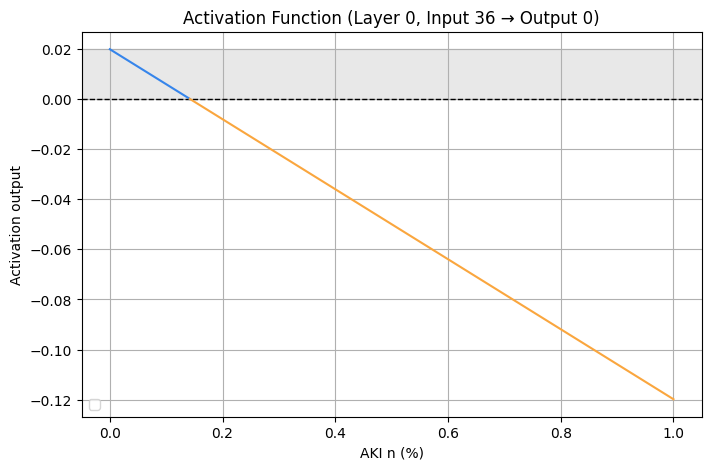 Activation Function (Layer 0, Input 36 → Output 0)
0.02
0.00
−0.02
−0.04
−0.06
−0.08
−0.10
−0.12
Activation output
0.0 0.2 0.4 0.6 0.8 1.0
AKI n (%)